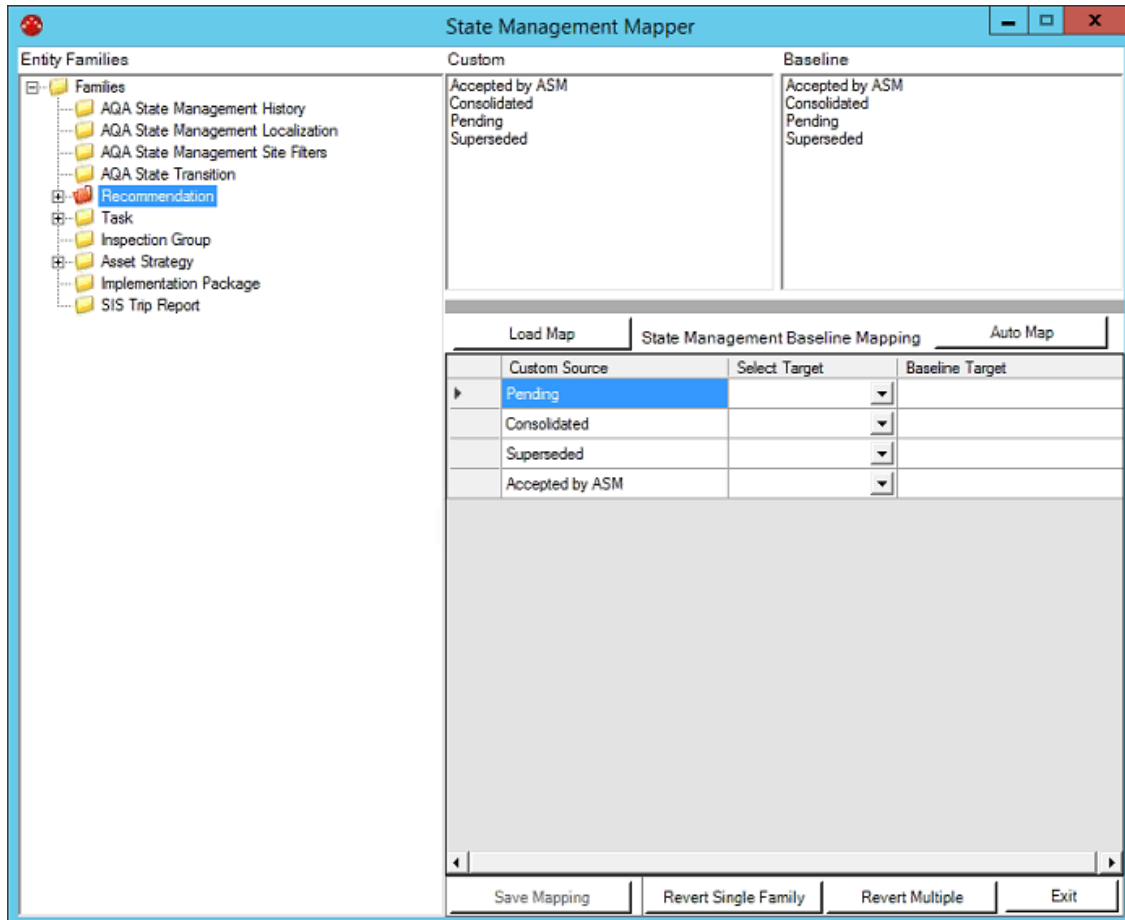 State Management Mapper
Entity Families
Families
AQA State Management History
AQA State Management Localization
AQA State Management Site Filters
AQA State Transition
Recommendation
Task
Inspection Group
Asset Strategy
Implementation Package
SIS Trip Report
Custom
Accepted by ASM
Consolidated
Pending
Superseded
Baseline
Accepted by ASM
Consolidated
Pending
Superseded
Load Map State Management Baseline Mapping Auto Map
Custom Source Select Target Baseline Target
Pending
Consolidated
Superseded
Accepted by ASM
Save Mapping Revert Single Family Revert Multiple Exit